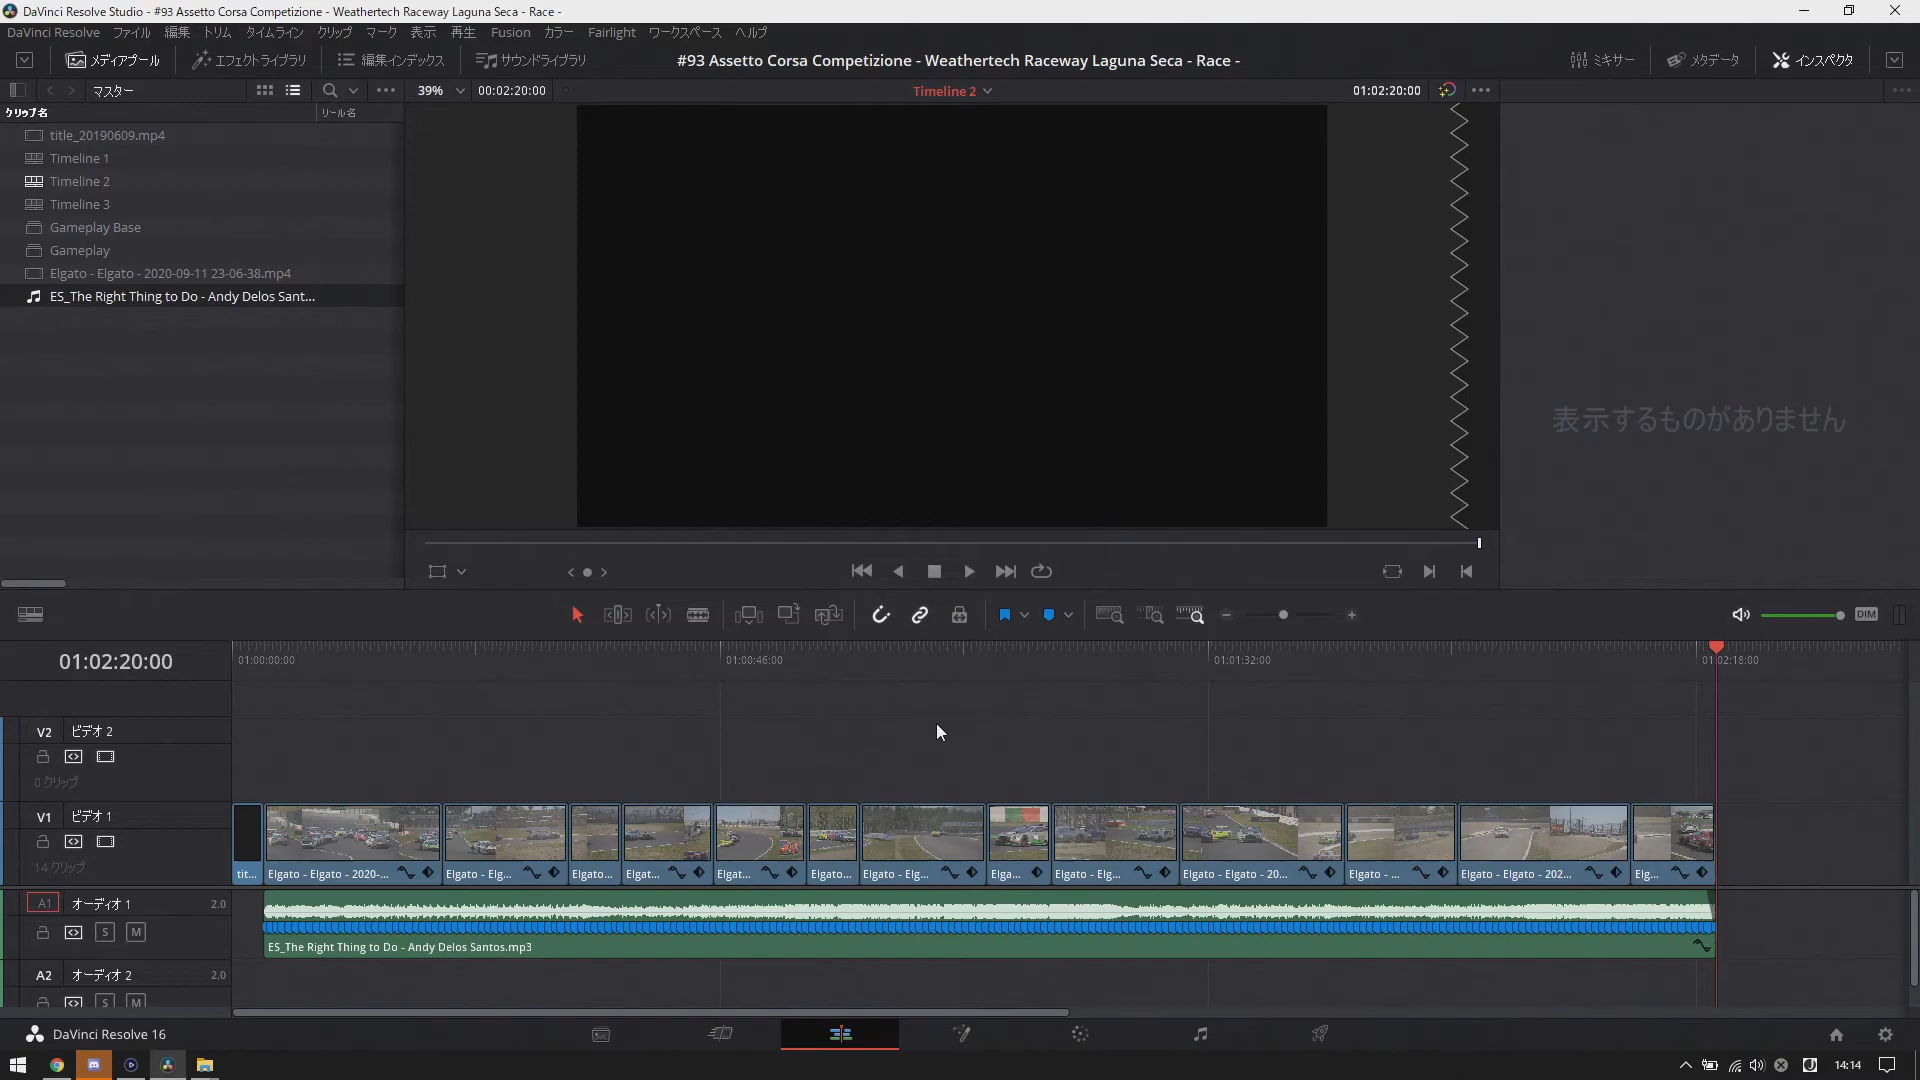 DaVinci Resolve Studio - #93 Assetto Corsa Competizione - Weathertech Raceway Laguna Seca - Race -
DaVinci Resolve ファイル 編集 トリム タイムライン クリップ マーク 表示 再生 Fusion カラー Fairlight ワークスペース ヘルプ
メディアプール エフェクトライブラリ 編集インデックス サウンドライブラリ #93 Assetto Corsa Competizione - Weathertech Raceway Laguna Seca - Race - ミキサー メタデータ インスペクタ
マスター 39% 00:02:20:00 Timeline 2 01:02:20:00
クリップ名 リール名
title_20190609.mp4
Timeline 1
Timeline 2
Timeline 3
Gameplay Base
Gameplay
Elgato - Elgato - 2020-09-11 23-06-38.mp4
ES_The Right Thing to Do - Andy Delos Sant...
表示するものがありません
DIM
01:02:20:00
01:00:00:00 01:00:46:00 01:01:32:00 01:02:18:00
V2 ビデオ 2
0 クリップ
V1 ビデオ 1
14 クリップ
tit... Elgato - Elgato - 2020-... Elgato - Elg... Elgato... Elgat... Elgat... Elgato... Elgato - Elg... Elga... Elgato - Elg... Elgato - Elgato - 20... Elgato - ... Elgato - Elgato - 202... Elg...
A1 オーディオ 1 2.0
S M
ES_The Right Thing to Do - Andy Delos Santos.mp3
A2 オーディオ 2 2.0
S M
DaVinci Resolve 16
14:14